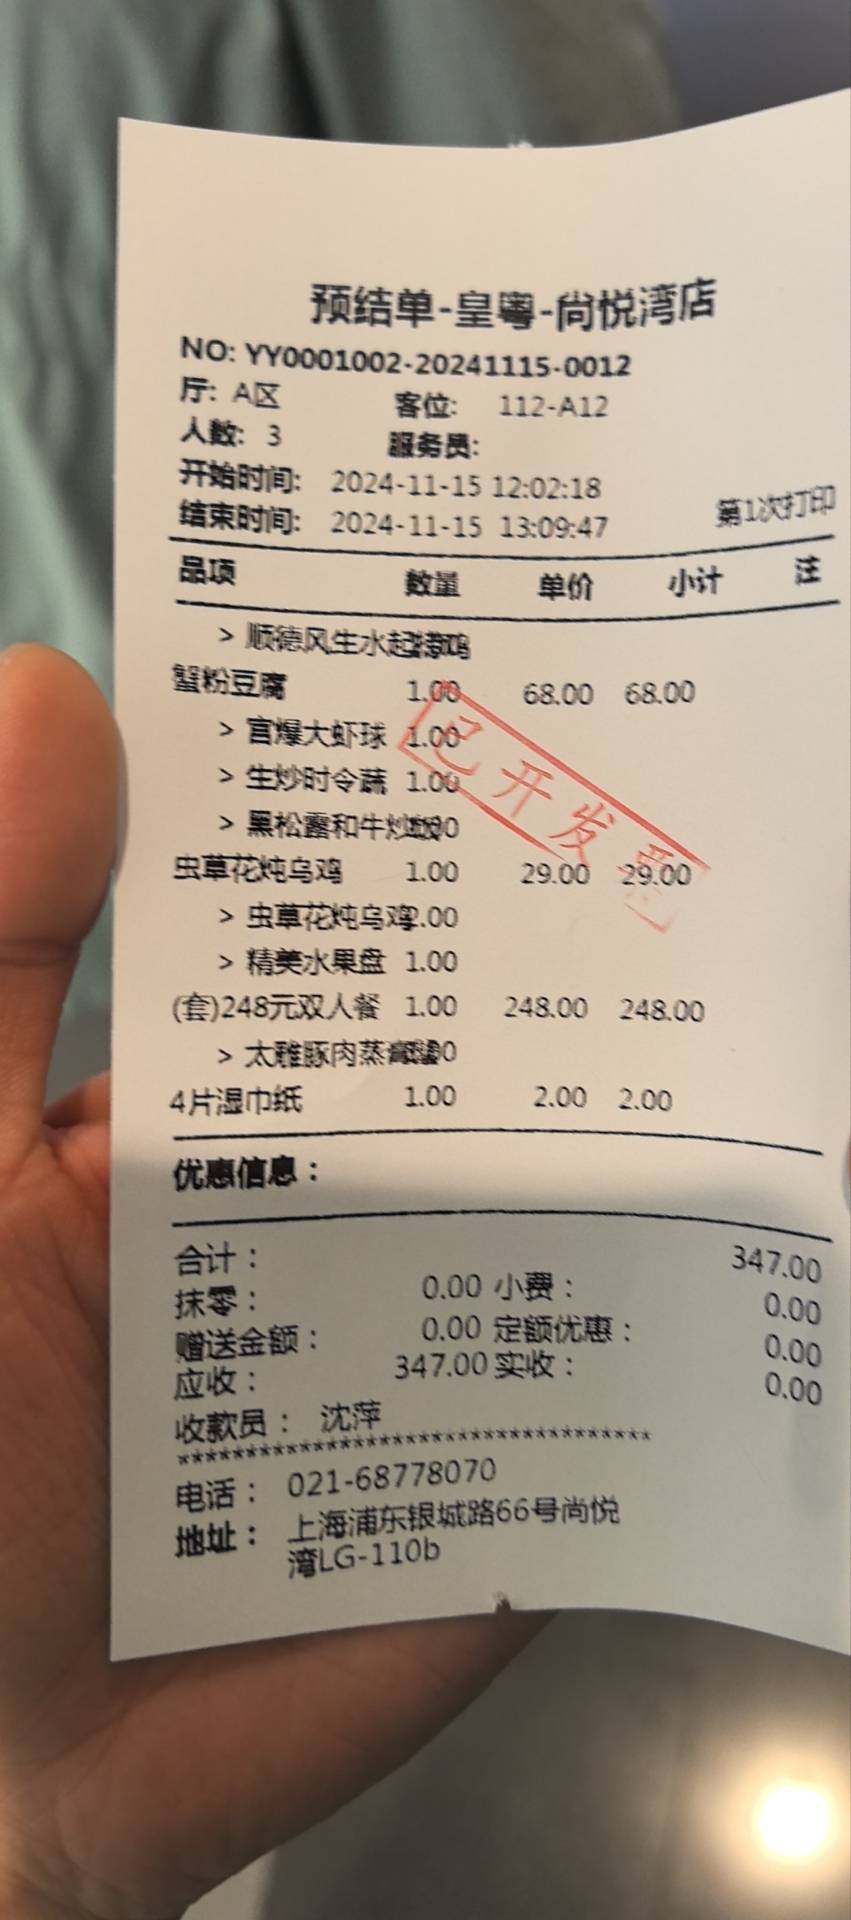 预结单-皇粤-尚悦湾店
NO: YY0001002-20241115-0012
厅: A区 客位: 112-A12
人数: 3 服务员:
开始时间: 2024-11-15 12:02:18
结束时间: 2024-11-15 13:09:47 第1次打印
品项 数量 单价 小计 注
> 顺德风生水起
蟹粉豆腐 1.00 68.00 68.00
> 宫爆大虾球 1.00
> 生炒时令蔬 1.00
> 黑松露和牛炒饭
虫草花炖乌鸡 1.00 29.00 29.00
> 虫草花炖乌鸡 .00
> 精美水果盘 1.00
(套)248元双人餐 1.00 248.00 248.00
> 太雅豚肉蒸
4片湿巾纸 1.00 2.00 2.00
已开发票
优惠信息：
合计： 347.00
抹零： 0.00 小费： 0.00
赠送金额： 0.00 定额优惠： 0.00
应收： 347.00 实收： 0.00
收款员： 沈萍
************************************
电话： 021-68778070
地址： 上海浦东银城路66号尚悦
湾LG-110b